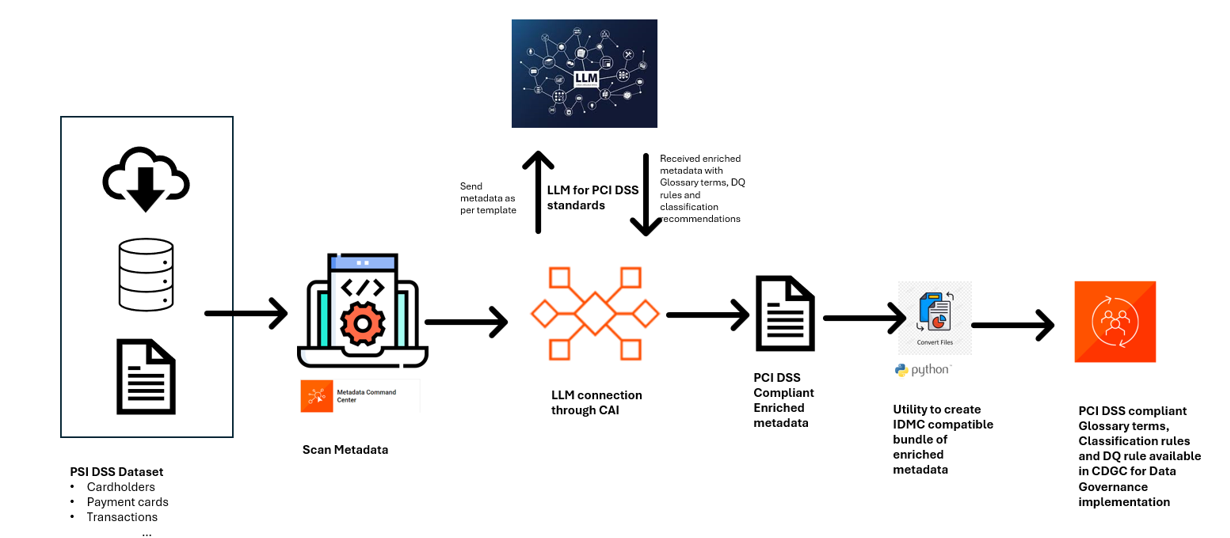 LLM
Send
metadata as
per template
LLM for PCI DSS
standards
Received enriched
metadata with
Glossary terms, DQ
rules and
classification
recommendations
Metadata Command
Center
Scan Metadata
LLM connection
through CAI
PCI DSS
Compliant
Enriched
metadata
Convert Files
python
Utility to create
IDMC compatible
bundle of
enriched
metadata
PCI DSS compliant
Glossary terms,
Classification rules
and DQ rule available
in CDGC for Data
Governance
implementation
PSI DSS Dataset
• Cardholders
• Payment cards
• Transactions
...